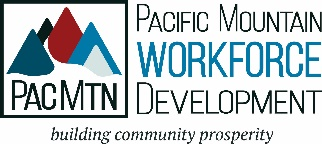 PACMTN
PACIFIC MOUNTAIN
WORKFORCE
DEVELOPMENT
building community prosperity